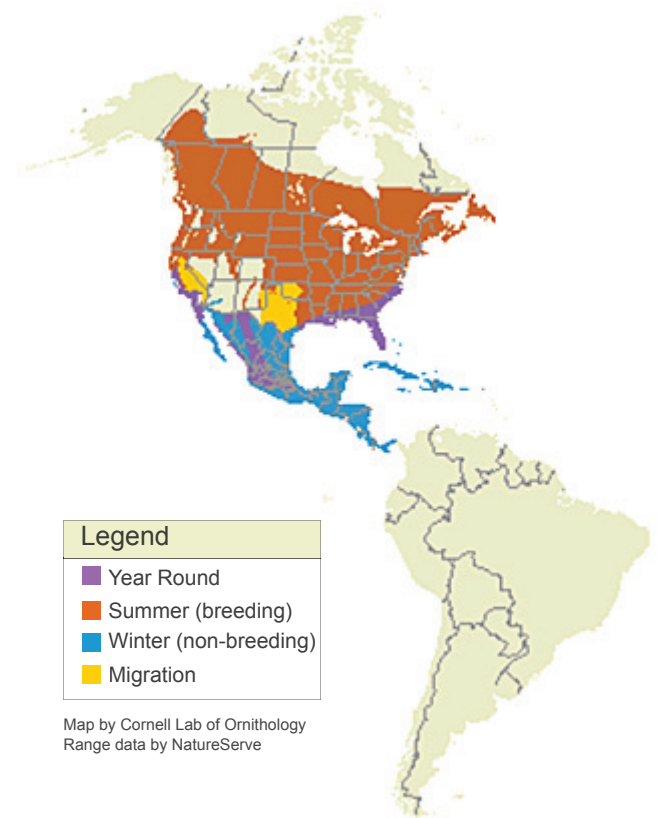 Legend
Year Round
Summer (breeding)
Winter (non-breeding)
Migration
Map by Cornell Lab of Ornithology
Range data by NatureServe